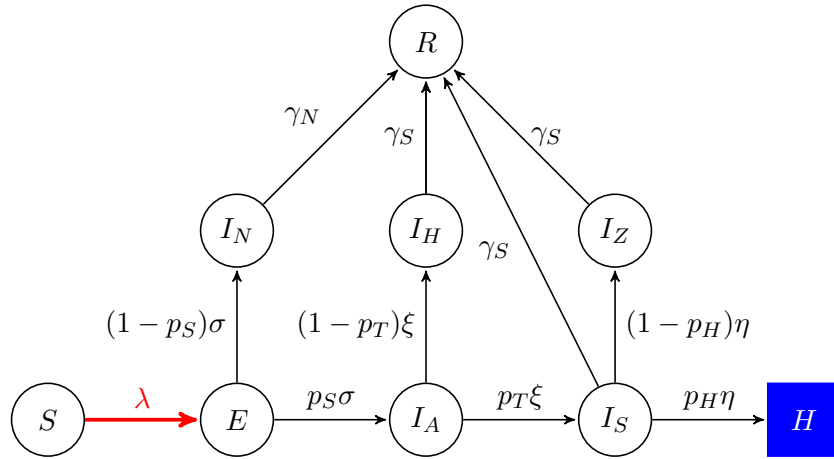 R
γ_N
γ_S
γ_S
I_N
I_H
I_Z
γ_S
(1 − p_S)σ
(1 − p_T)ξ
(1 − p_H)η
λ
p_Sσ
p_Tξ
p_Hη
S
E
I_A
I_S
H